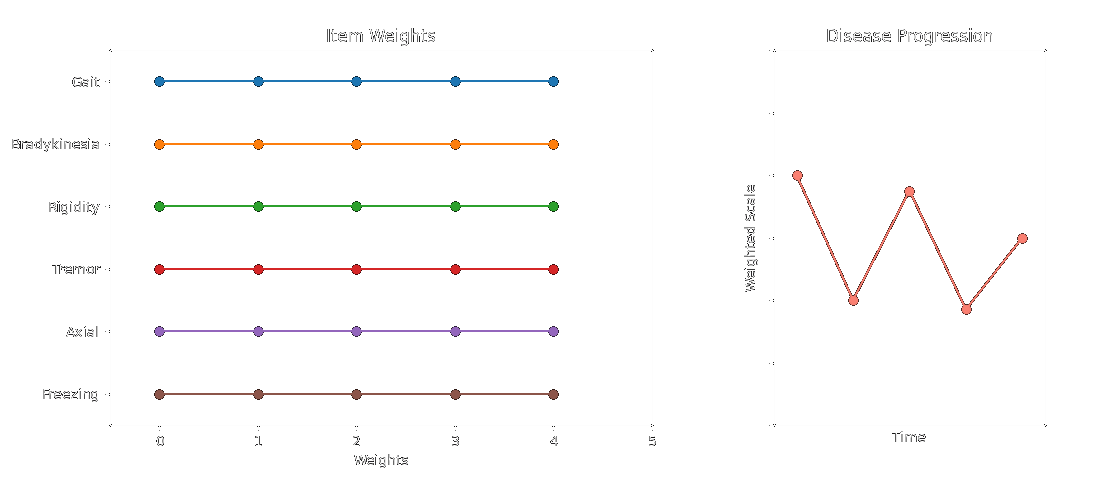 Item Weights
Gait
Bradykinesia
Rigidity
Tremor
Axial
Freezing
0 1 2 3 4 5
Weights
Disease Progression
Weighted Scale
Time